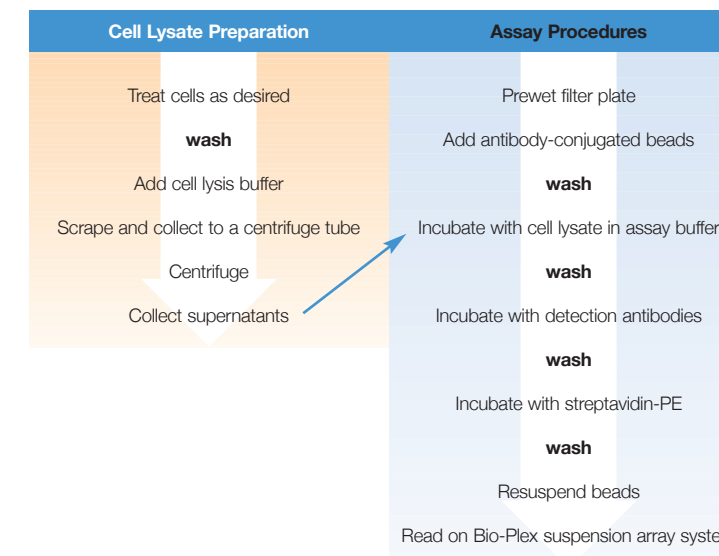 Cell Lysate Preparation
Treat cells as desired
wash
Add cell lysis buffer
Scrape and collect to a centrifuge tube
Centrifuge
Collect supernatants
Assay Procedures
Prewet filter plate
Add antibody-conjugated beads
wash
Incubate with cell lysate in assay buffer
wash
Incubate with detection antibodies
wash
Incubate with streptavidin-PE
wash
Resuspend beads
Read on Bio-Plex suspension array